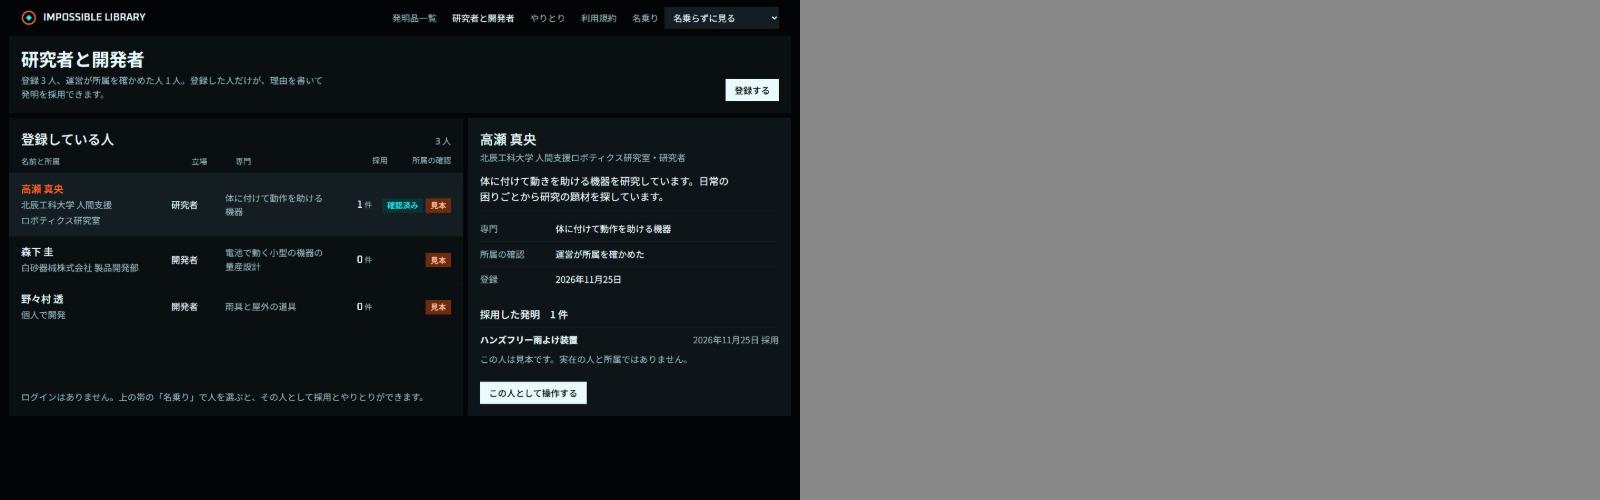 IMPOSSIBLE LIBRARY
発明品一覧 研究者と開発者 やりとり 利用規約 名乗り 名乗らずに見る
研究者と開発者
登録 3 人、運営が所属を確かめた人 1 人。登録した人だけが、理由を書いて
発明を採用できます。
登録する
登録している人
3 人
名前と所属 立場 専門 採用 所属の確認
高瀬 真央
北辰工科大学 人間支援
ロボティクス研究室
研究者
体に付けて動作を助ける
機器
1 件
確認済み
見本
森下 圭
白砂器械株式会社 製品開発部
開発者
電池で動く小型の機器の
量産設計
0 件
見本
野々村 透
個人で開発
開発者
雨具と屋外の道具
0 件
見本
ログインはありません。上の帯の「名乗り」で人を選ぶと、その人として採用とやりとりができます。
高瀬 真央
北辰工科大学 人間支援ロボティクス研究室・研究者
体に付けて動きを助ける機器を研究しています。日常の
困りごとから研究の題材を探しています。
専門 体に付けて動作を助ける機器
所属の確認 運営が所属を確かめた
登録 2026年11月25日
採用した発明 1 件
ハンズフリー雨よけ装置 2026年11月25日 採用
この人は見本です。実在の人と所属ではありません。
この人として操作する